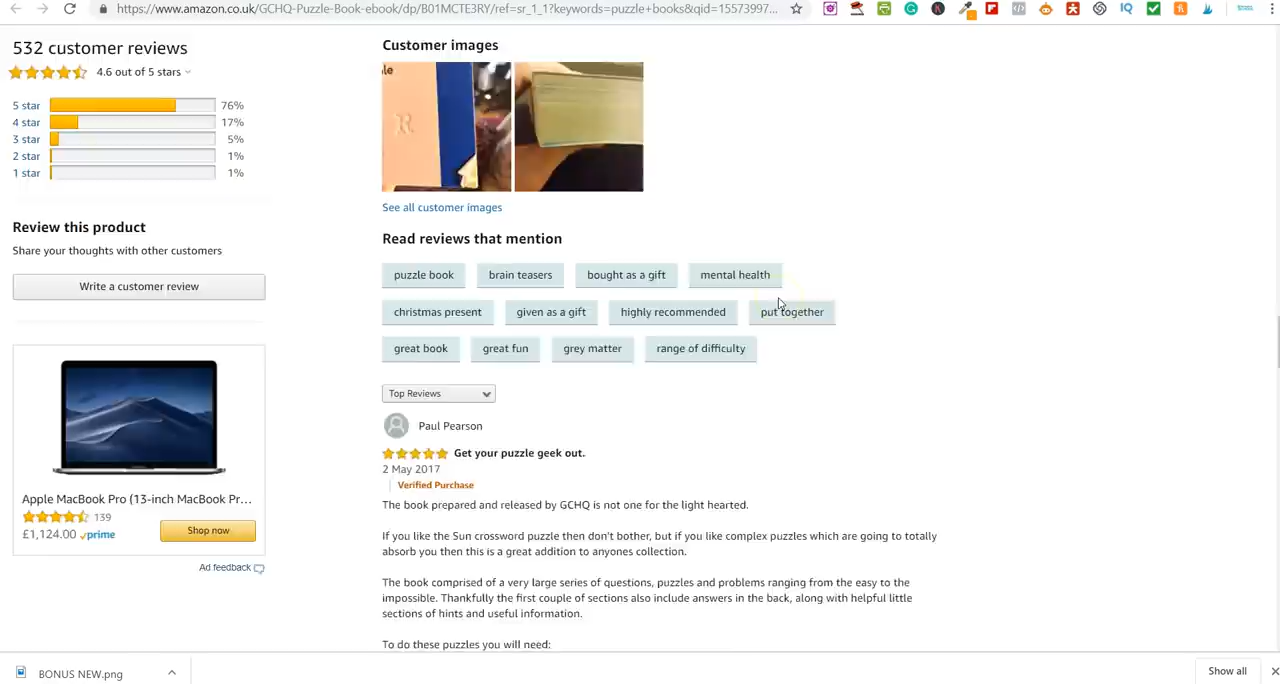 https://www.amazon.co.uk/GCHQ-Puzzle-Book-ebook/dp/B01MCTE3RY/ref=sr_1_1?keywords=puzzle+books&qid=15573997...
532 customer reviews
4.6 out of 5 stars
5 star 76%
4 star 17%
3 star 5%
2 star 1%
1 star 1%
Review this product
Share your thoughts with other customers
Write a customer review
Apple MacBook Pro (13-inch MacBook Pr...
139
£1,124.00 prime
Shop now
Ad feedback
Customer images
le
R
See all customer images
Read reviews that mention
puzzle book brain teasers bought as a gift mental health
christmas present given as a gift highly recommended put together
great book great fun grey matter range of difficulty
Top Reviews
Paul Pearson
Get your puzzle geek out.
2 May 2017
Verified Purchase
The book prepared and released by GCHQ is not one for the light hearted.
If you like the Sun crossword puzzle then don't bother, but if you like complex puzzles which are going to totally
absorb you then this is a great addition to anyones collection.
The book comprised of a very large series of questions, puzzles and problems ranging from the easy to the
impossible. Thankfully the first couple of sections also include answers in the back, along with helpful little
sections of hints and useful information.
To do these puzzles you will need:
BONUS NEW.png
Show all